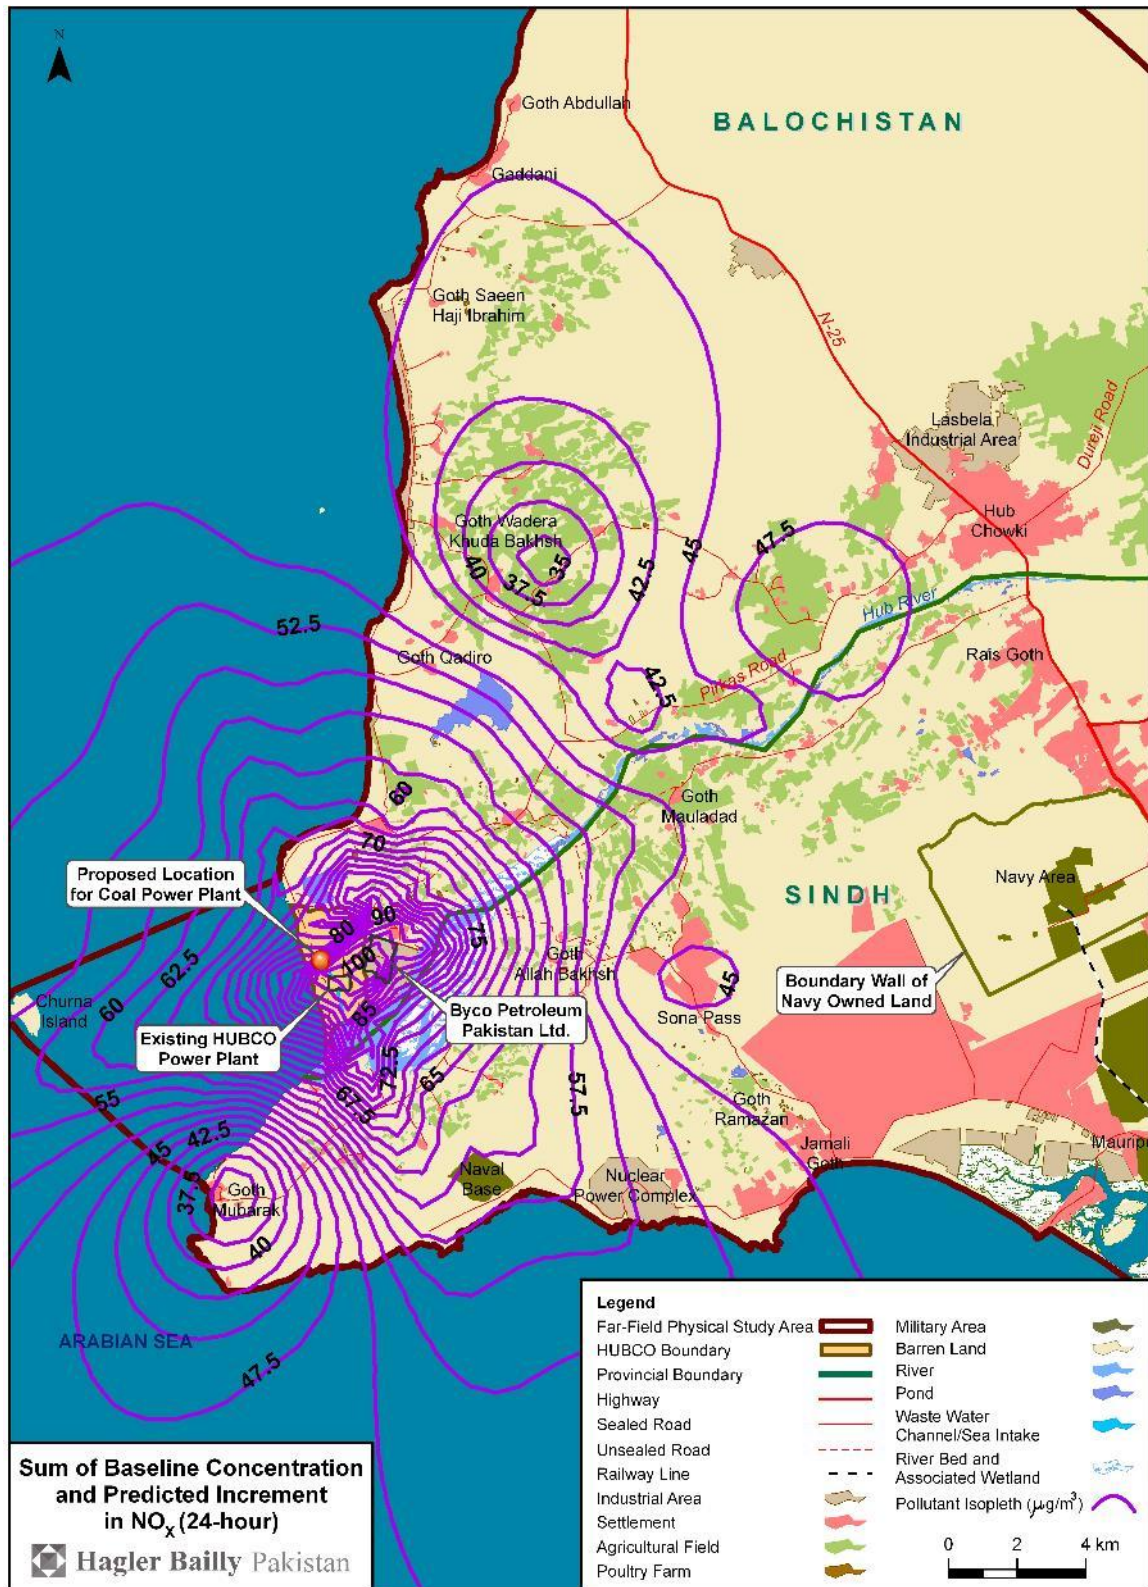 N
Goth Abdullah
BALOCHISTAN
Gaddani
Goth Saeen
Haji Ibrahim
N-25
Lasbela
Industrial Area
Dureji Road
Hub
Chowki
Goth Wadera
Khuda Bakhsh
40
35
37.5
42.5
45
47.5
52.5
Hub River
Goth Qadiro
42.5
Pirkas Road
Rais Goth
60
Goth
Mauladad
70
Proposed Location
for Coal Power Plant
SINDH
Navy Area
80
90
75
100
Goth
Allah Bakhsh
45
Boundary Wall of
Navy Owned Land
62.5
60
Churna
Island
Existing HUBCO
Power Plant
85
Byco Petroleum
Pakistan Ltd.
Sona Pass
72.5
65
67.5
57.5
55
42.5
45
37.5
Goth
Mubarak
40
Naval
Base
Nuclear
Power Complex
Goth
Ramazan
Jamali
Goth
Mauripu
ARABIAN SEA
47.5
Legend
Far-Field Physical Study Area
HUBCO Boundary
Provincial Boundary
Highway
Sealed Road
Unsealed Road
Railway Line
Industrial Area
Settlement
Agricultural Field
Poultry Farm
Military Area
Barren Land
River
Pond
Waste Water
Channel/Sea Intake
River Bed and
Associated Wetland
Pollutant Isopleth (µg/m³)
0 2 4 km
Sum of Baseline Concentration
and Predicted Increment
in NOX (24-hour)
Hagler Bailly Pakistan